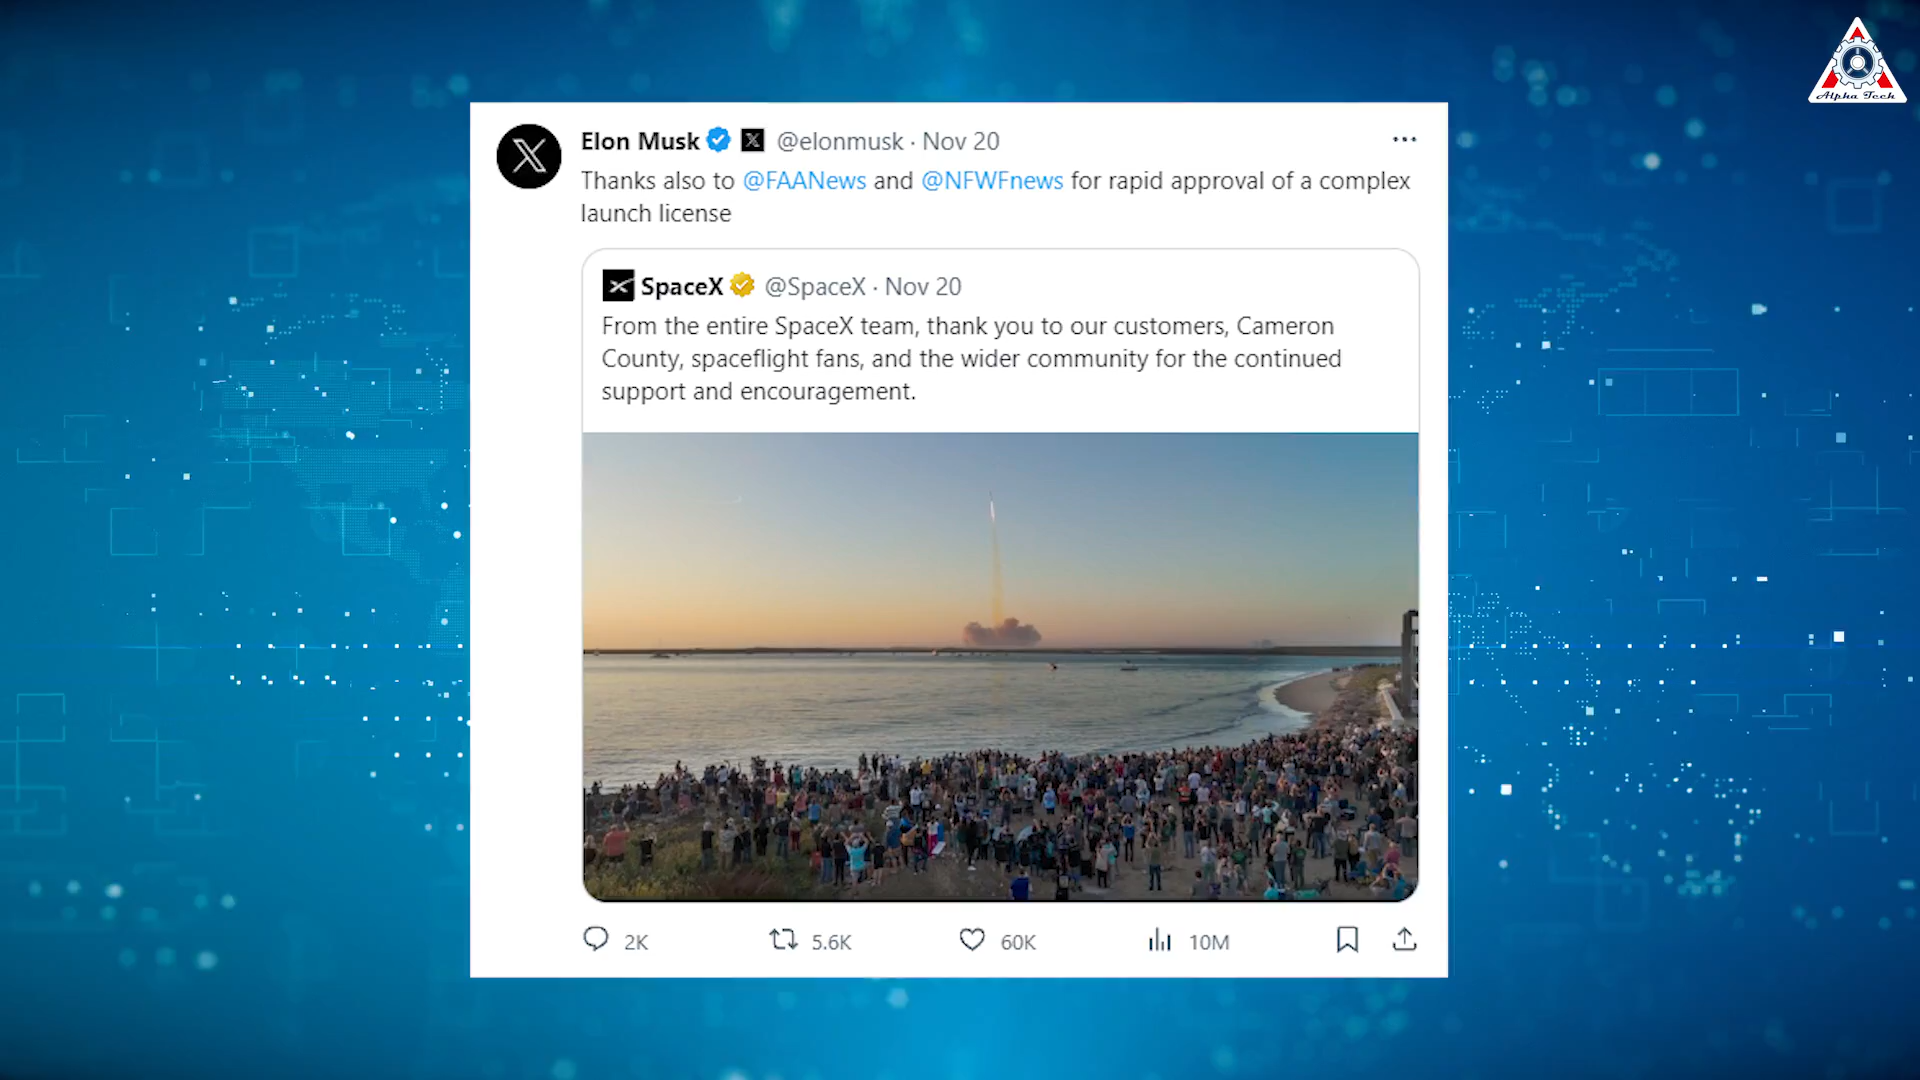 Alpha Tech
Elon Musk @elonmusk · Nov 20
Thanks also to @FAANews and @NFWFnews for rapid approval of a complex
launch license
SpaceX @SpaceX · Nov 20
From the entire SpaceX team, thank you to our customers, Cameron
County, spaceflight fans, and the wider community for the continued
support and encouragement.
2K 5.6K 60K 10M